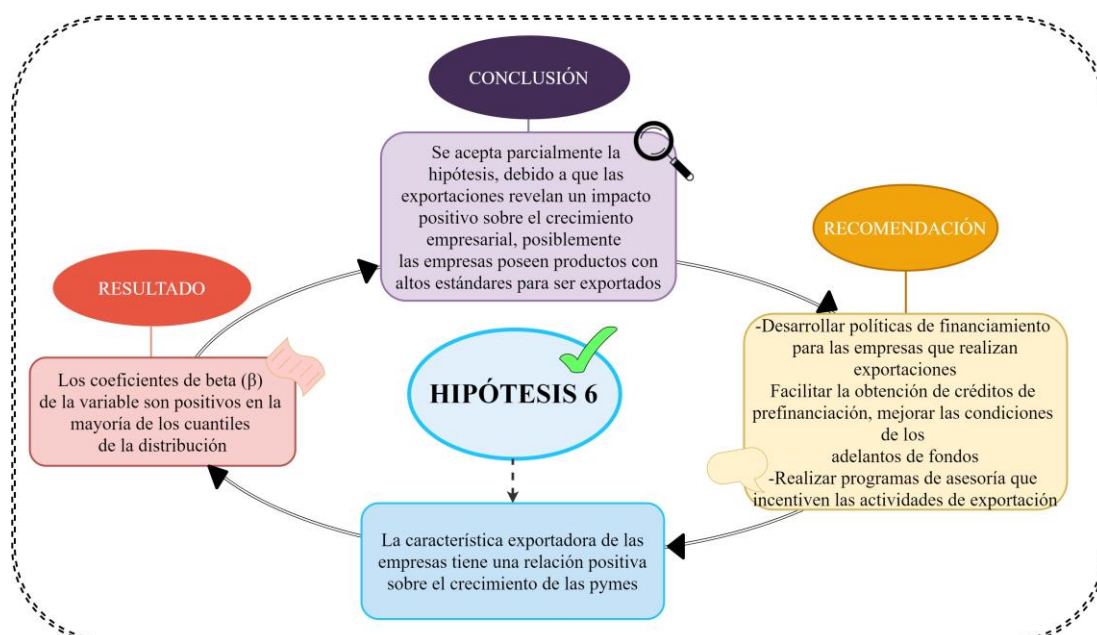 CONCLUSIÓN
Se acepta parcialmente la
hipótesis, debido a que las
exportaciones revelan un impacto
positivo sobre el crecimiento
empresarial, posiblemente
las empresas poseen productos con
altos estándares para ser exportados
RECOMENDACIÓN
-Desarrollar políticas de financiamiento
para las empresas que realizan
exportaciones
Facilitar la obtención de créditos de
prefinanciación, mejorar las condiciones
de los
adelantos de fondos
-Realizar programas de asesoría que
incentiven las actividades de exportación
RESULTADO
Los coeficientes de beta (β)
de la variable son positivos en la
mayoría de los cuantiles
de la distribución
HIPÓTESIS 6
La característica exportadora de las
empresas tiene una relación positiva
sobre el crecimiento de las pymes